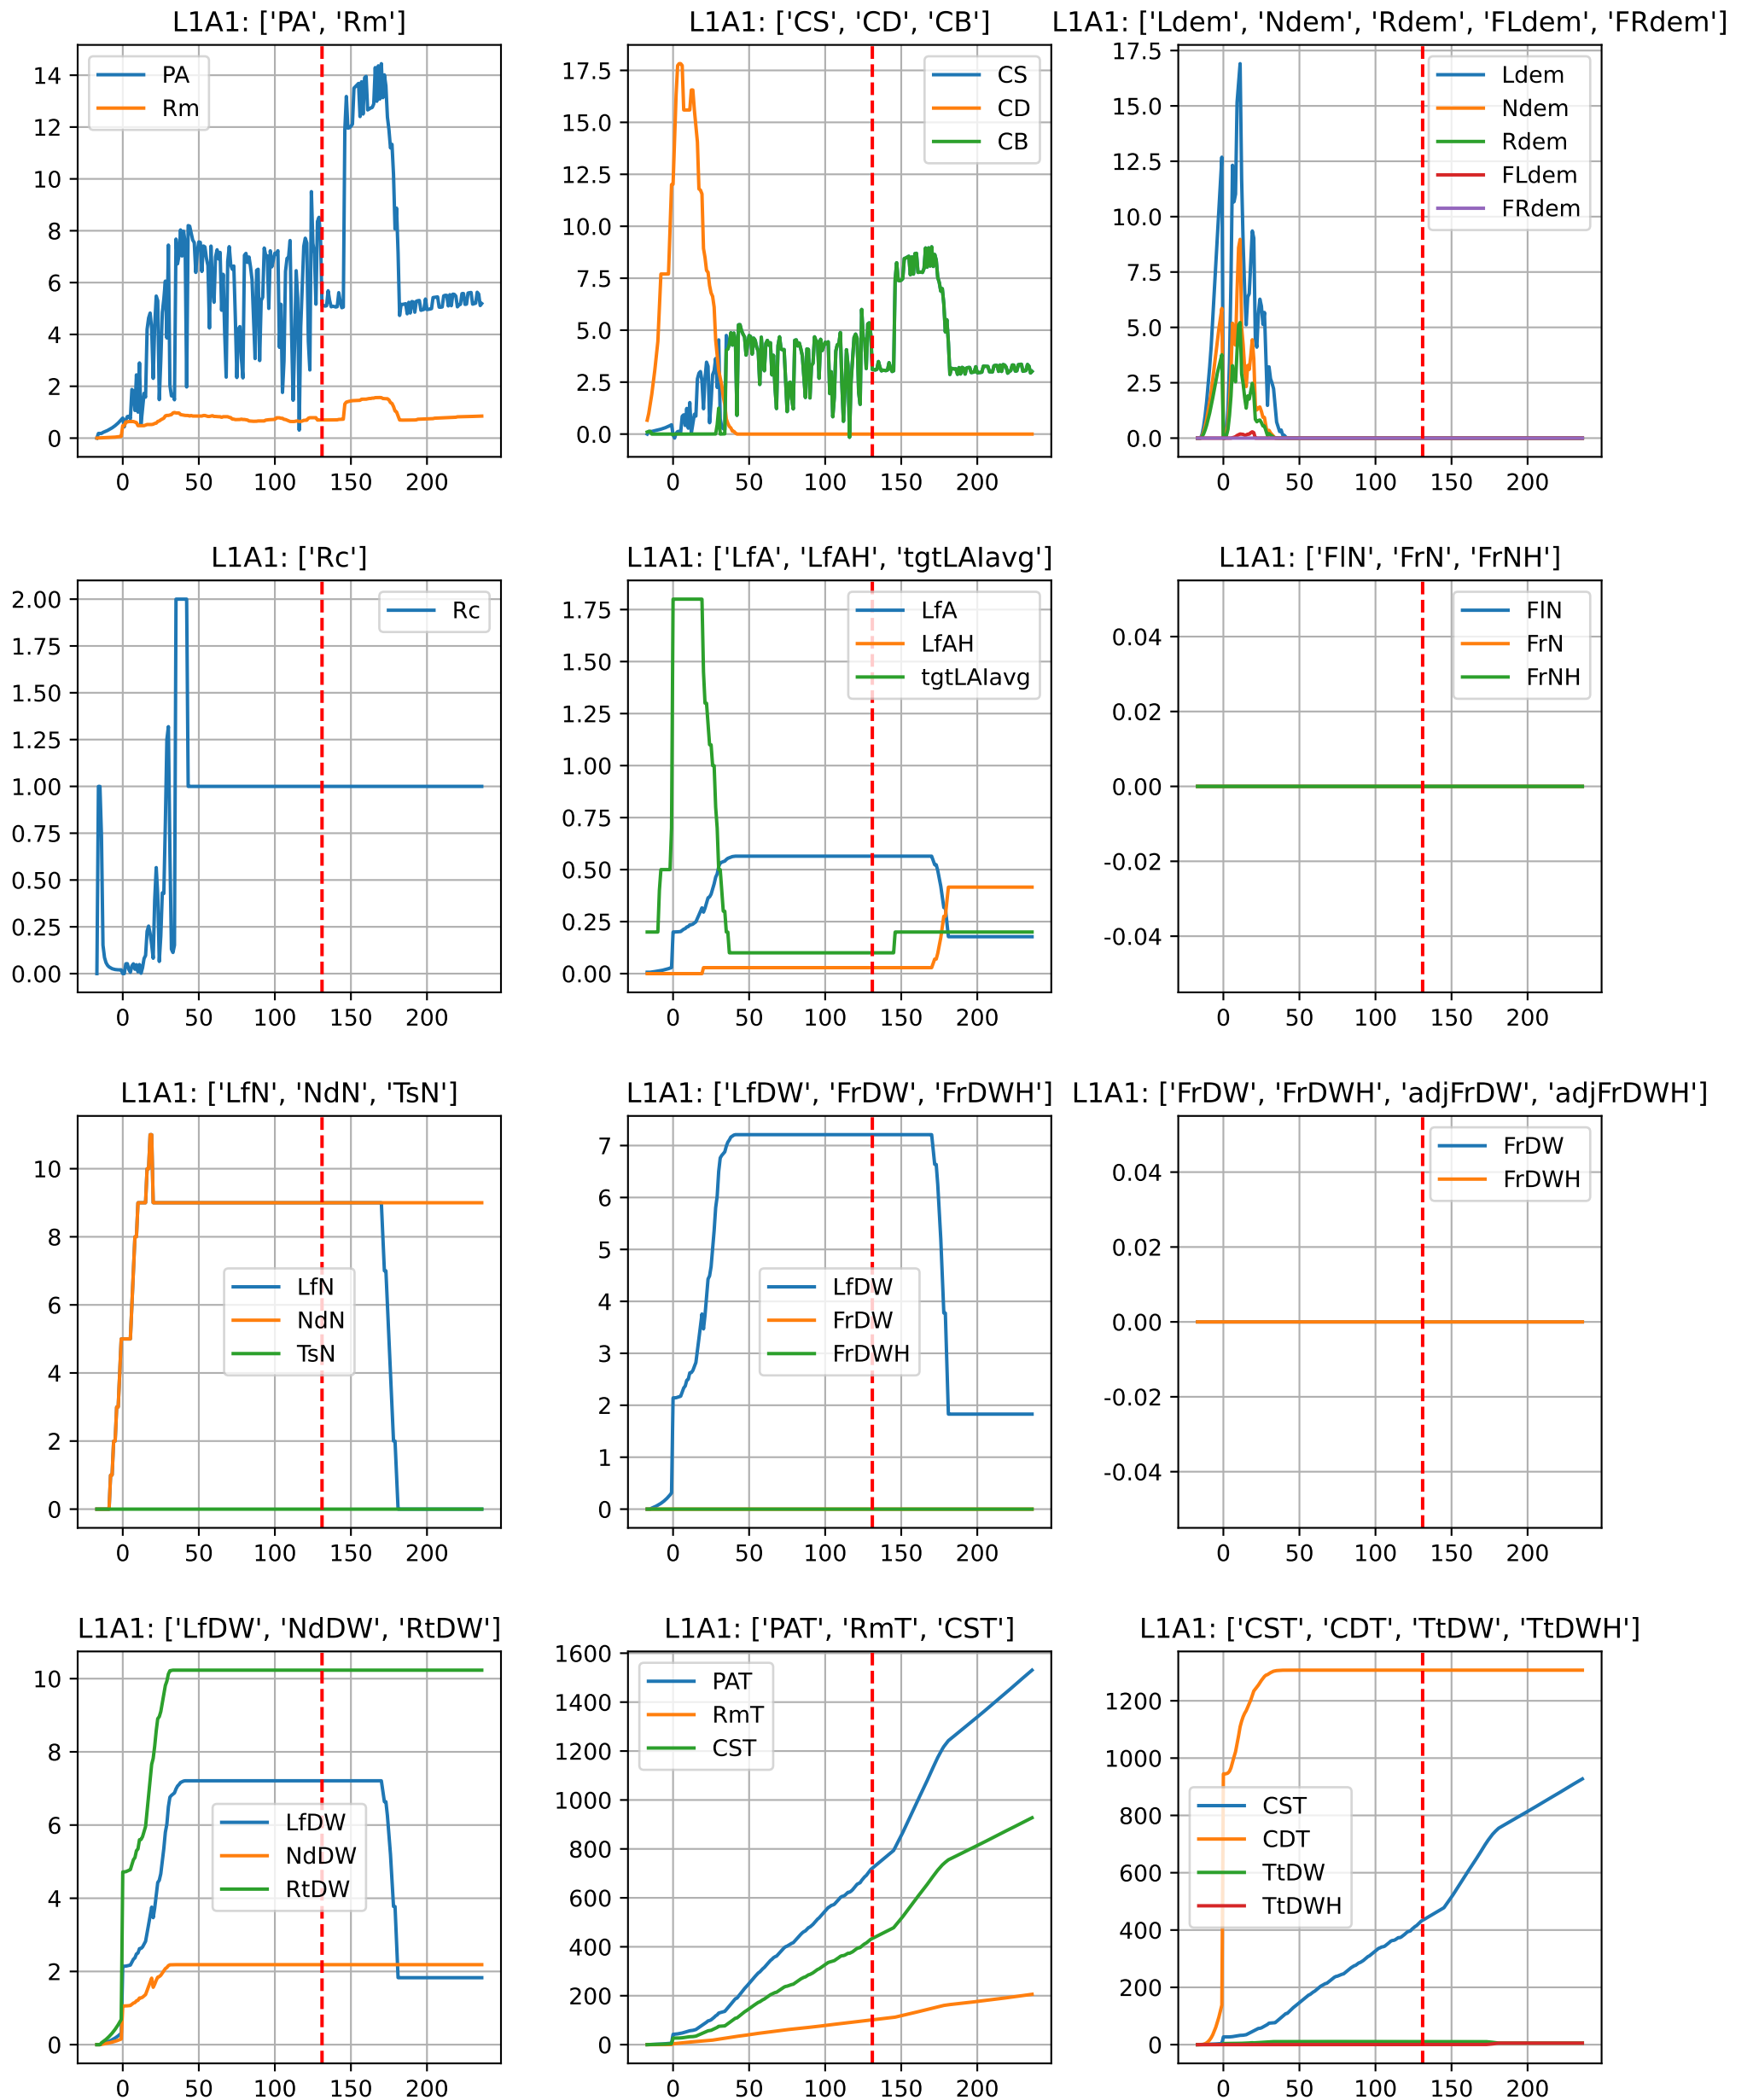 L1A1: ['PA', 'Rm']
14
12
10
8
6
4
2
0
0 50 100 150 200
PA
Rm
L1A1: ['CS', 'CD', 'CB']
17.5
15.0
12.5
10.0
7.5
5.0
2.5
0.0
0 50 100 150 200
CS
CD
CB
L1A1: ['Ldem', 'Ndem', 'Rdem', 'FLdem', 'FRdem']
17.5
15.0
12.5
10.0
7.5
5.0
2.5
0.0
0 50 100 150 200
Ldem
Ndem
Rdem
FLdem
FRdem
L1A1: ['Rc']
2.00
1.75
1.50
1.25
1.00
0.75
0.50
0.25
0.00
0 50 100 150 200
Rc
L1A1: ['LfA', 'LfAH', 'tgtLAIavg']
1.75
1.50
1.25
1.00
0.75
0.50
0.25
0.00
0 50 100 150 200
LfA
LfAH
tgtLAIavg
L1A1: ['FlN', 'FrN', 'FrNH']
0.04
0.02
0.00
-0.02
-0.04
0 50 100 150 200
FlN
FrN
FrNH
L1A1: ['LfN', 'NdN', 'TsN']
10
8
6
4
2
0
0 50 100 150 200
LfN
NdN
TsN
L1A1: ['LfDW', 'FrDW', 'FrDWH']
7
6
5
4
3
2
1
0
0 50 100 150 200
LfDW
FrDW
FrDWH
L1A1: ['FrDW', 'FrDWH', 'adjFrDW', 'adjFrDWH']
0.04
0.02
0.00
-0.02
-0.04
0 50 100 150 200
FrDW
FrDWH
L1A1: ['LfDW', 'NdDW', 'RtDW']
10
8
6
4
2
0
0 50 100 150 200
LfDW
NdDW
RtDW
L1A1: ['PAT', 'RmT', 'CST']
1600
1400
1200
1000
800
600
400
200
0
0 50 100 150 200
PAT
RmT
CST
L1A1: ['CST', 'CDT', 'TtDW', 'TtDWH']
1200
1000
800
600
400
200
0
0 50 100 150 200
CST
CDT
TtDW
TtDWH